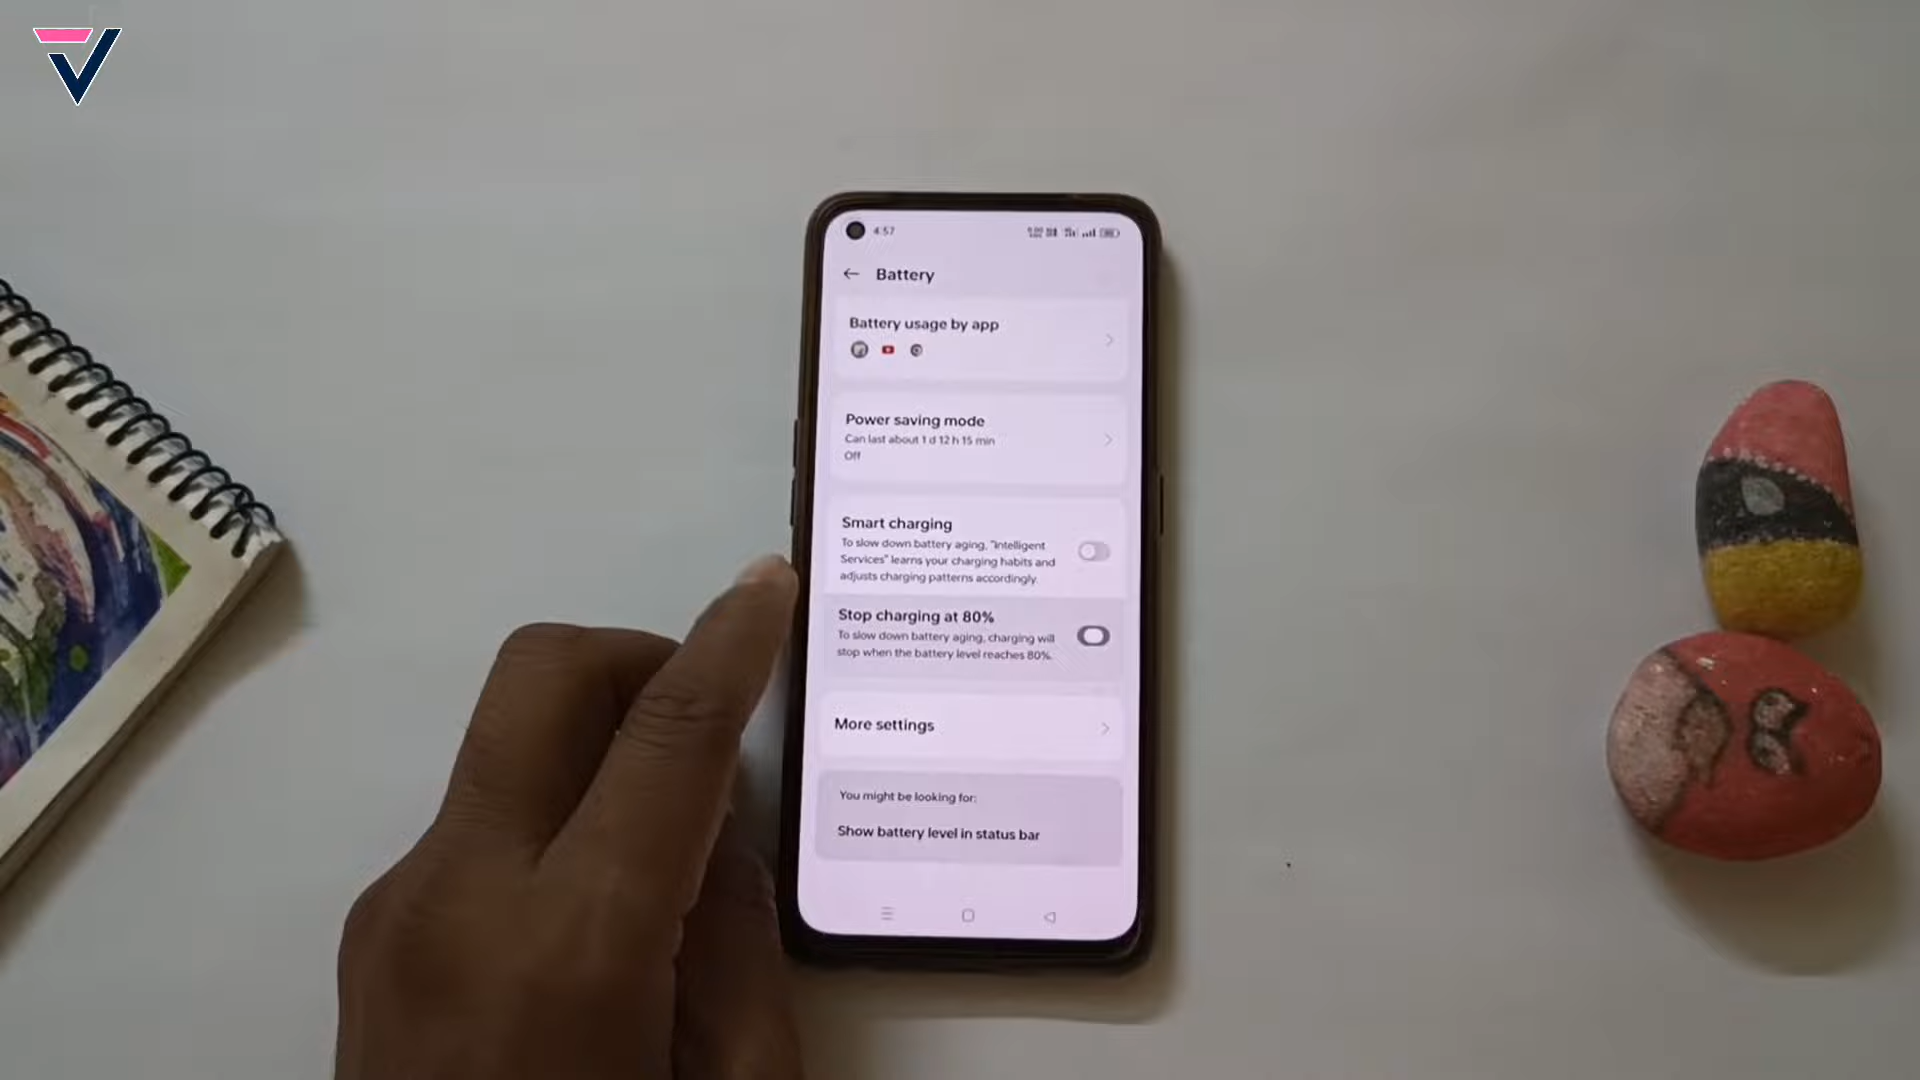 4:57
Battery
Battery usage by app
Power saving mode
Can last about 1 d 12 h 15 min
Off
Smart charging
To slow down battery aging, "Intelligent
Services" learns your charging habits and
adjusts charging patterns accordingly.
Stop charging at 80%
To slow down battery aging, charging will
stop when the battery level reaches 80%.
More settings
You might be looking for:
Show battery level in status bar